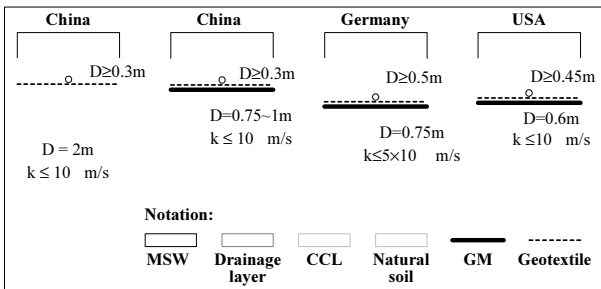 China China Germany USA
D≥0.3m D≥0.3m D≥0.5m D≥0.45m
D = 2m
k ≤ 10 m/s
D=0.75~1m
k ≤ 10 m/s
D=0.75m
k≤5×10 m/s
D=0.6m
k≤10 m/s
Notation:
MSW Drainage layer CCL Natural soil GM Geotextile